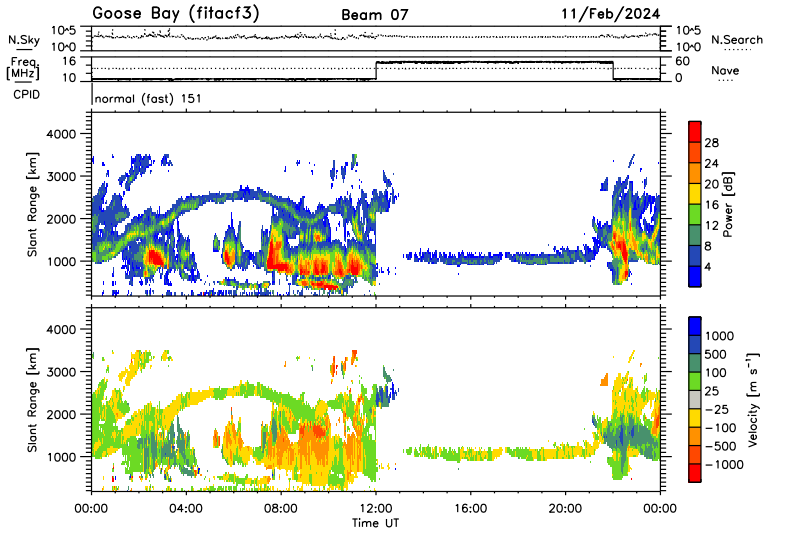 Goose Bay (fitacf3) Beam 07 11/Feb/2024
N.Sky 10^5 10^0 10^5 10^0 N.Search
Freq. [MHz] 16 10 60 0 Nave
CPID normal (fast) 151
Slant Range [km] 4000 3000 2000 1000
Power [dB] 28 24 20 16 12 8 4
Slant Range [km] 4000 3000 2000 1000
Velocity [m s⁻¹] 1000 500 100 25 −25 −100 −500 −1000
00:00 04:00 08:00 12:00 16:00 20:00 00:00
Time UT